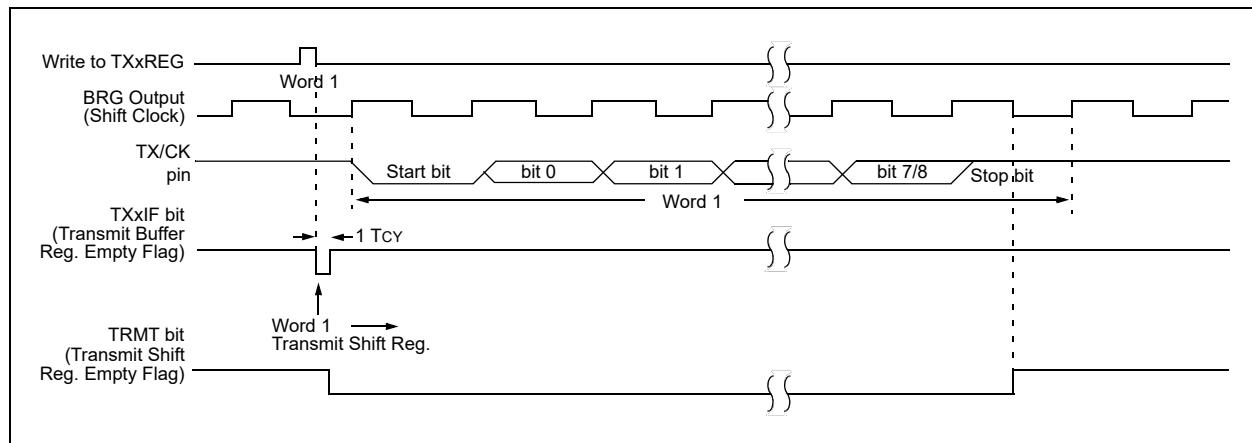 Write to TXxREG
Word 1
BRG Output
(Shift Clock)
TX/CK
pin
Start bit
bit 0
bit 1
bit 7/8
Stop bit
Word 1
TXxIF bit
(Transmit Buffer
Reg. Empty Flag)
1 TCY
Word 1
Transmit Shift Reg.
TRMT bit
(Transmit Shift
Reg. Empty Flag)